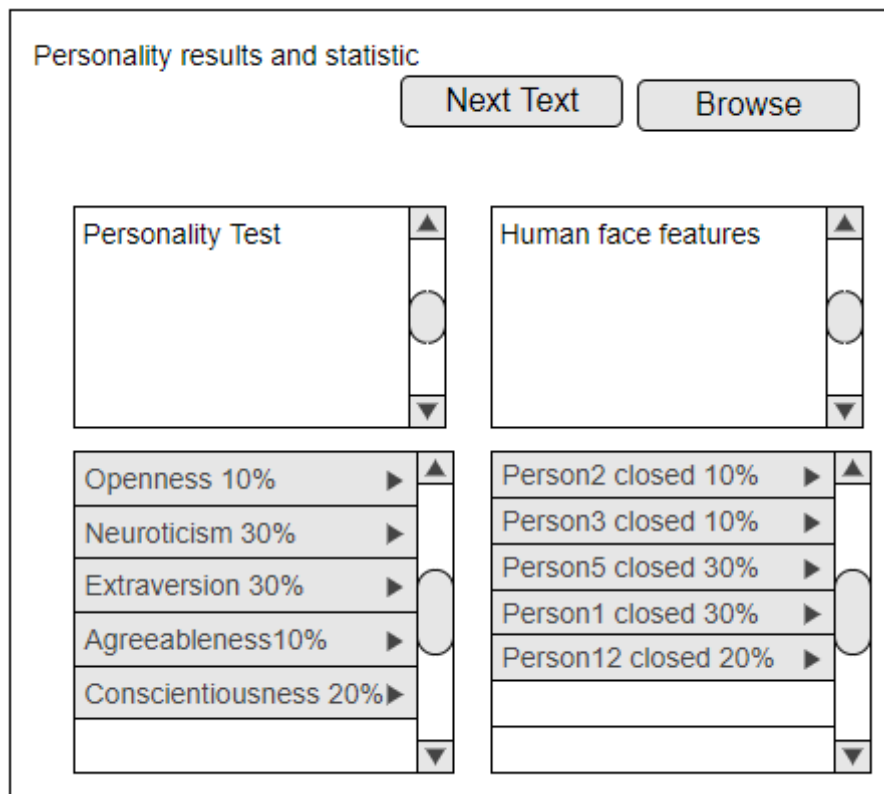 Personality results and statistic
Next Text
Browse
Personality Test
Human face features
Openness 10%
Neuroticism 30%
Extraversion 30%
Agreeableness10%
Conscientiousness 20%
Person2 closed 10%
Person3 closed 10%
Person5 closed 30%
Person1 closed 30%
Person12 closed 20%